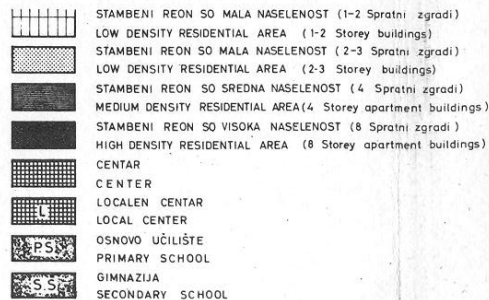 STAMBENI REON SO MALA NASELENOST (1-2 Spratni zgradi)
LOW DENSITY RESIDENTIAL AREA (1-2 Storey buildings)
STAMBENI REON SO MALA NASELENOST (2-3 Spratni zgradi)
LOW DENSITY RESIDENTIAL AREA (2-3 Storey buildings)
STAMBENI REON SO SREDNA NASELENOST (4 Spratni zgradi)
MEDIUM DENSITY RESIDENTIAL AREA (4 Storey apartment buildings)
STAMBENI REON SO VISOKA NASELENOST (8 Spratni zgradi)
HIGH DENSITY RESIDENTIAL AREA (8 Storey apartment buildings)
CENTAR
CENTER
L LOCALEN CENTAR
LOCAL CENTER
P.S. OSNOVO UČILIŠTE
PRIMARY SCHOOL
S.S. GIMNAZIJA
SECONDARY SCHOOL